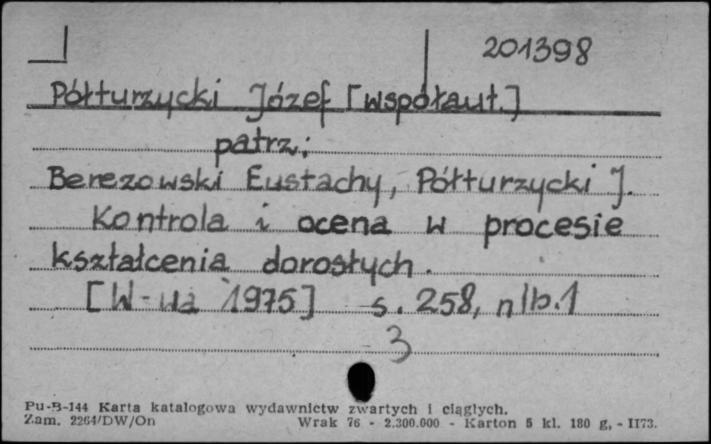 201398
Półturzycki Józef [współaut.]
patrz:
Berezowski Eustachy, Półturzycki J.
Kontrola i ocena w procesie
kształcenia dorosłych.
[W-wa 1975] s. 258, nlb. 1
3
Pu-B-144 Karta katalogowa wydawnictw zwartych i ciągłych.
Zam. 2264/DW/On Wrak 76 - 2.300.000 - Karton 5 kl. 180 g, - II73.